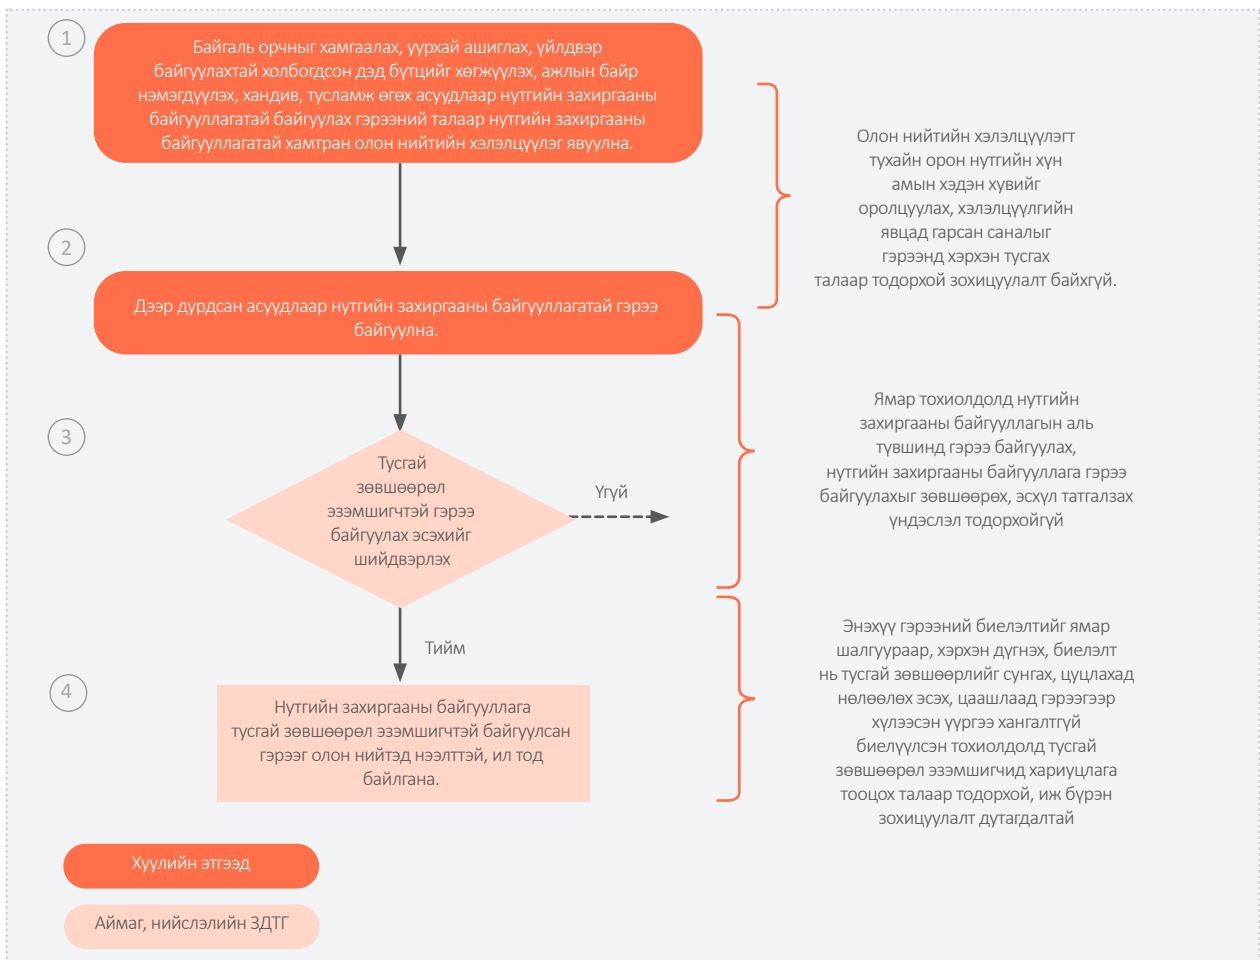 1
Байгаль орчныг хамгаалах, уурхай ашиглах, үйлдвэр
байгуулахтай холбогдсон дэд бүтцийг хөгжүүлэх, ажлын байр
нэмэгдүүлэх, хандив, тусламж өгөх асуудлаар нутгийн захиргааны
байгууллагатай байгуулах гэрээний талаар нутгийн захиргааны
байгууллагатай хамтран олон нийтийн хэлэлцүүлэг явуулна.
Олон нийтийн хэлэлцүүлэгт
тухайн орон нутгийн хүн
амын хэдэн хувийг
оролцуулах, хэлэлцүүлгийн
явцад гарсан саналыг
гэрээнд хэрхэн тусгах
талаар тодорхой зохицуулалт байхгүй.
2
Дээр дурдсан асуудлаар нутгийн захиргааны байгууллагатай гэрээ
байгуулна.
Ямар тохиолдолд нутгийн
захиргааны байгууллагын аль
түвшинд гэрээ байгуулах,
нутгийн захиргааны байгууллага гэрээ
байгуулахыг зөвшөөрөх, эсхүл татгалзах
үндэслэл тодорхойгүй
3
Тусгай
зөвшөөрөл
эзэмшигчтэй гэрээ
байгуулах эсэхийг
шийдвэрлэх
Үгүй
Тийм
Энэхүү гэрээний биелэлтийг ямар
шалгуураар, хэрхэн дүгнэх, биелэлт
нь тусгай зөвшөөрлийг сунгах, цуцлахад
нөлөөлөх эсэх, цаашлаад гэрээгээр
хүлээсэн үүргээ хангалтгүй
биелүүлсэн тохиолдолд тусгай
зөвшөөрөл эзэмшигчид хариуцлага
тооцох талаар тодорхой, иж бүрэн
зохицуулалт дутагдалтай
4
Нутгийн захиргааны байгууллага
тусгай зөвшөөрөл эзэмшигчтэй байгуулсан
гэрээг олон нийтэд нээлттэй, ил тод
байлгана.
Хуулийн этгээд
Аймаг, нийслэлийн ЗДТГ